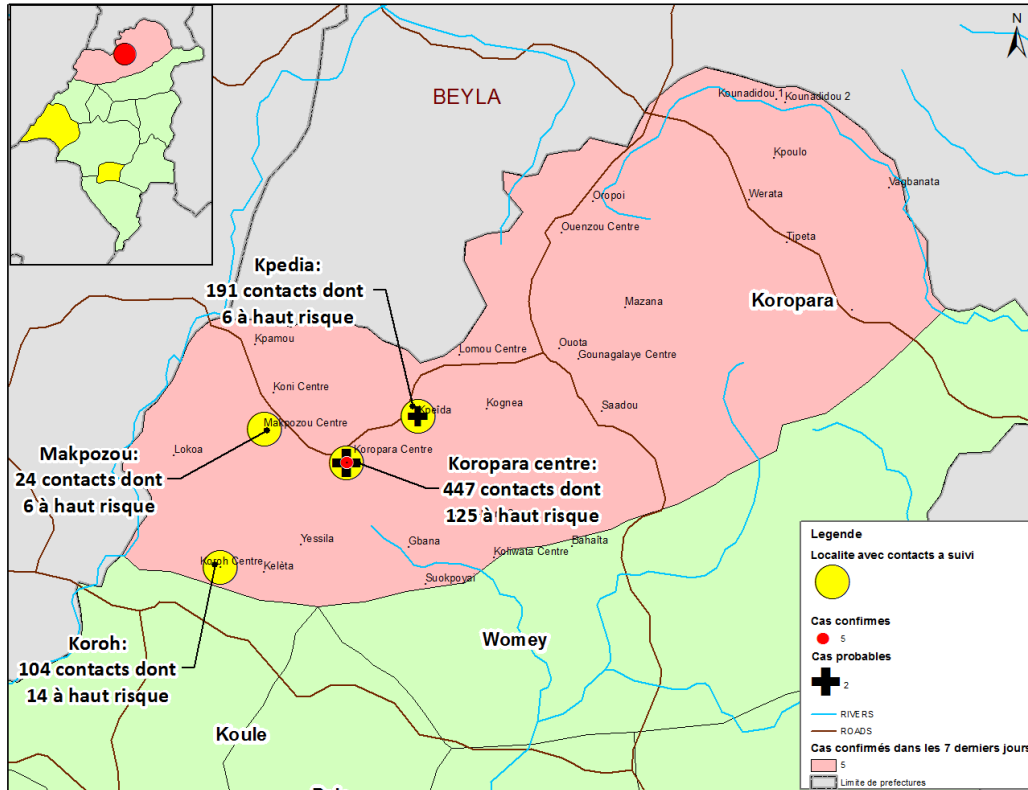 N
BEYLA
Kounadidou 1
Kounadidou 2
Kpoulo
Vagbanata
Werata
Oropoi
Ouenzou Centre
Tipeta
Kpedia:
191 contacts dont
6 à haut risque
Mazana
Koropara
Kpamou
Lomou Centre
Ouota
Gounagalaye Centre
Koni Centre
Kpeïda
Kognea
Saadou
Makpozou Centre
Lokoa
Koropara Centre
Makpozou:
24 contacts dont
6 à haut risque
Koropara centre:
447 contacts dont
125 à haut risque
Yessila
Gbana
Koliwata Centre
Bahaïta
Koroh Centre
Kelèta
Suokpoyai
Koroh:
104 contacts dont
14 à haut risque
Womey
Koule
Legende
Localite avec contacts a suivi
Cas confirmes
5
Cas probables
2
RIVERS
ROADS
Cas confirmés dans les 7 derniers jours
5
Limite de prefectures